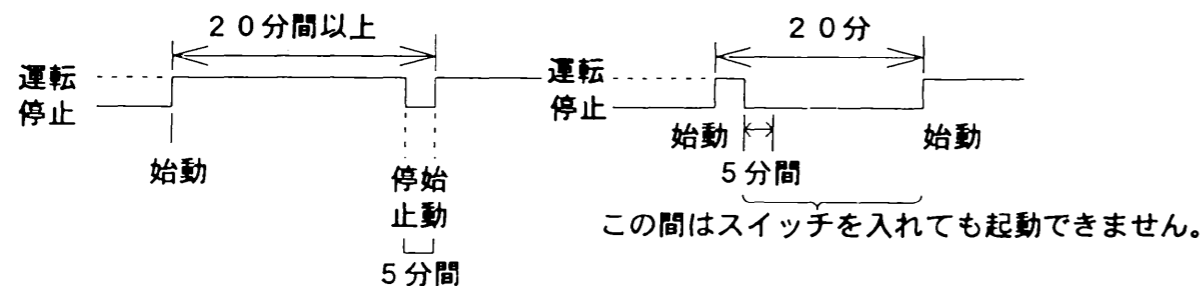 20分間以上
運転
停止
始動
停止
始動
5分間
20分
運転
停止
始動
始動
5分間
この間はスイッチを入れても起動できません。